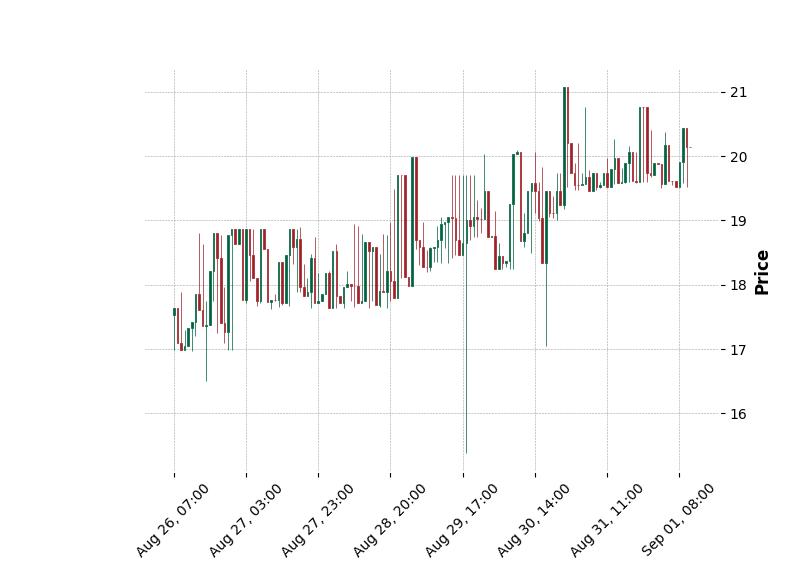 21
20
19
18
17
16
Price
Aug 26, 07:00
Aug 27, 03:00
Aug 27, 23:00
Aug 28, 20:00
Aug 29, 17:00
Aug 30, 14:00
Aug 31, 11:00
Sep 01, 08:00